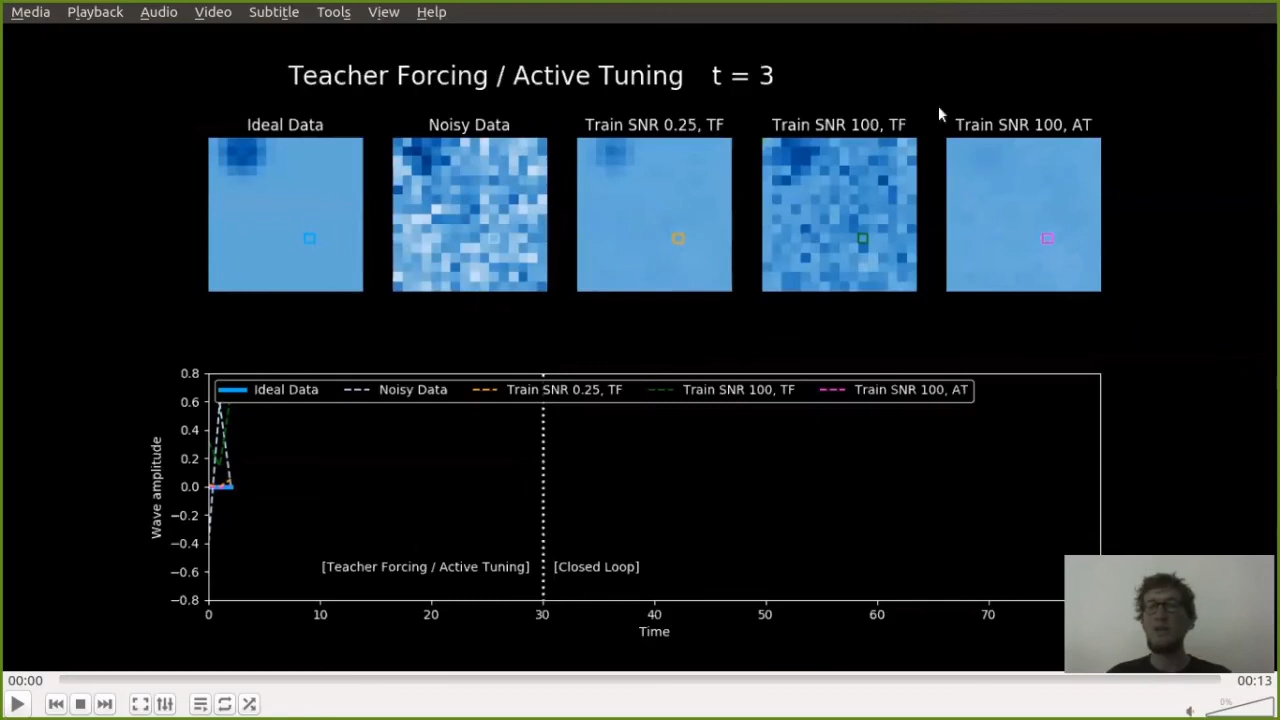 Media Playback Audio Video Subtitle Tools View Help
Teacher Forcing / Active Tuning t = 3
Ideal Data Noisy Data Train SNR 0.25, TF Train SNR 100, TF Train SNR 100, AT
0.8
Ideal Data Noisy Data Train SNR 0.25, TF Train SNR 100, TF Train SNR 100, AT
0.6
0.4
0.2
0.0
−0.2
−0.4
−0.6
−0.8
Wave amplitude
[Teacher Forcing / Active Tuning] [Closed Loop]
0 10 20 30 40 50 60 70
Time
00:00 00:13
0%